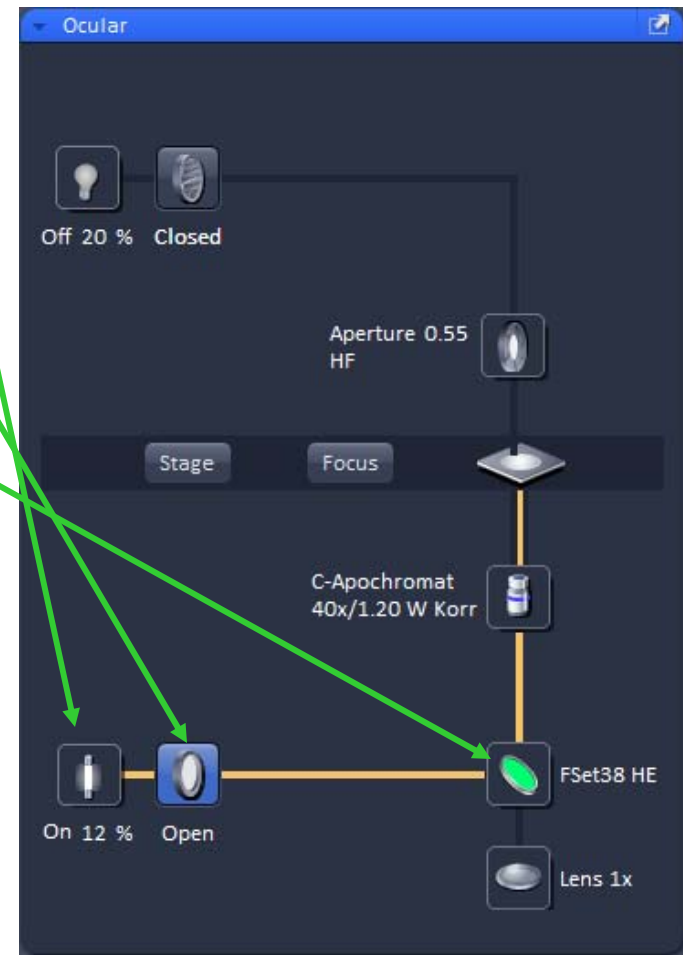 Ocular
Off 20 % Closed
Aperture 0.55
HF
Stage Focus
C-Apochromat
40x/1.20 W Korr
FSet38 HE
On 12 % Open
Lens 1x